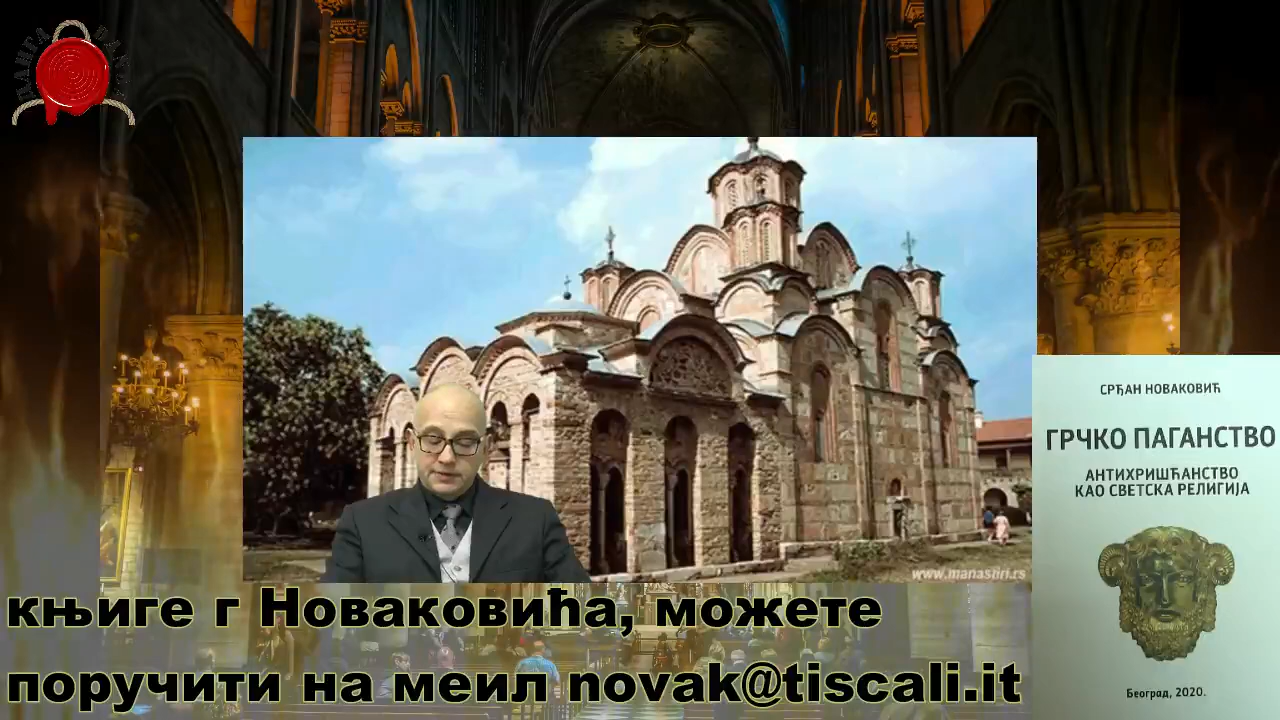 www.manastiri.rs
СРЂАН НОВАКОВИЋ
ГРЧКО ПАГАНСТВО
АНТИХРИШЋАНСТВО
КАО СВЕТСКА РЕЛИГИЈА
Београд, 2020.
књиге г Новаковића, можете
поручити на меил novak@tiscali.it